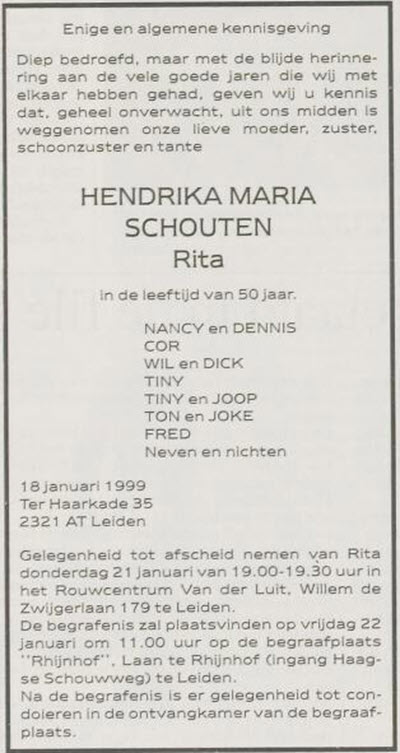 Enige en algemene kennisgeving
Diep bedroefd, maar met de blijde herinne-
ring aan de vele goede jaren die wij met
elkaar hebben gehad, geven wij u kennis
dat, geheel onverwacht, uit ons midden is
weggenomen onze lieve moeder, zuster,
schoonzuster en tante
HENDRIKA MARIA
SCHOUTEN
Rita
in de leeftijd van 50 jaar.
NANCY en DENNIS
COR
WIL en DICK
TINY
TINY en JOOP
TON en JOKE
FRED
Neven en nichten
18 januari 1999
Ter Haarkade 35
2321 AT Leiden
Gelegenheid tot afscheid nemen van Rita
donderdag 21 januari van 19.00-19.30 uur in
het Rouwcentrum Van der Luit, Willem de
Zwijgerlaan 179 te Leiden.
De begrafenis zal plaatsvinden op vrijdag 22
januari om 11.00 uur op de begraafplaats
"Rhijnhof", Laan te Rhijnhof (ingang Haag-
se Schouwweg) te Leiden.
Na de begrafenis is er gelegenheid tot con-
doleren in de ontvangkamer van de begraaf-
plaats.